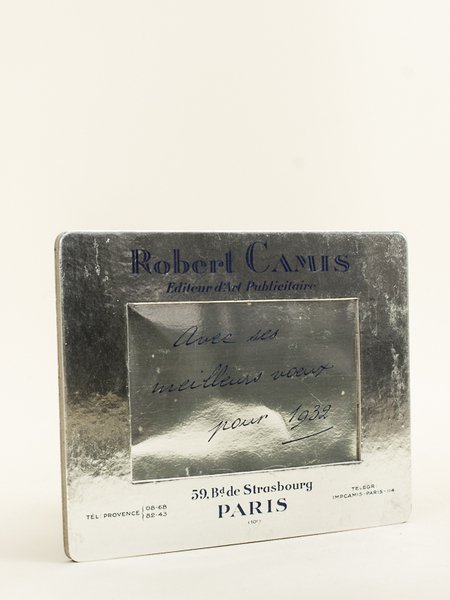 Robert CAMIS
Editeur d'Art Publicitaire
Avec ses
meilleurs voeux
pour 1932
59, Bd de Strasbourg
PARIS
(10e)
TÉL: PROVENCE { 08-68
82-43
TELEGR:
IMPCAMIS-PARIS-114